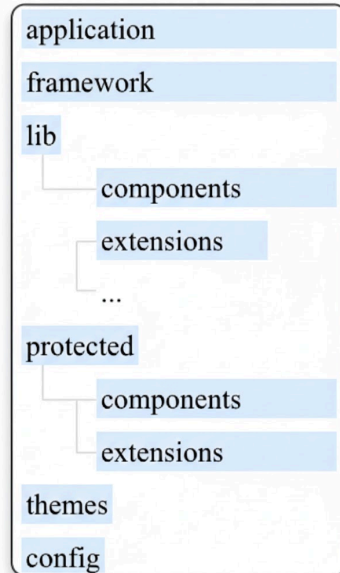 application
framework
lib
components
extensions
...
protected
components
extensions
themes
config